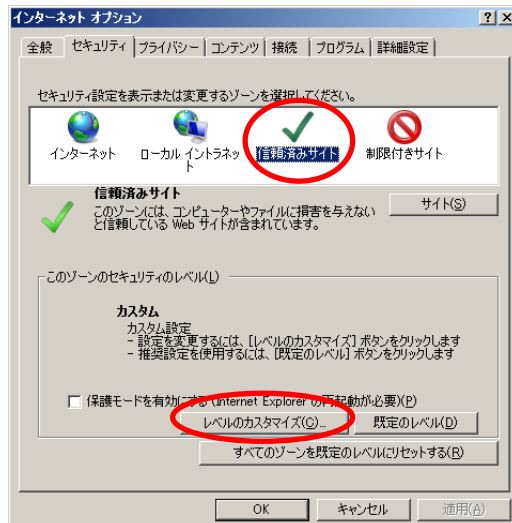 インターネット オプション
全般 セキュリティ プライバシー コンテンツ 接続 プログラム 詳細設定
セキュリティ設定を表示または変更するゾーンを選択してください。
インターネット ローカル イントラネッ 信頼済みサイト 制限付きサイト
ト
信頼済みサイト
このゾーンには、コンピューターやファイルに損害を与えない
と信頼している Web サイトが含まれています。
サイト(S)
このゾーンのセキュリティのレベル(L)
カスタム
カスタム設定
- 設定を変更するには、[レベルのカスタマイズ] ボタンをクリックします
- 推奨設定を使用するには、[既定のレベル] ボタンをクリックします
保護モードを有効にする (Internet Explorer の再起動が必要)(P)
レベルのカスタマイズ(C)... 既定のレベル(D)
すべてのゾーンを既定のレベルにリセットする(R)
OK キャンセル 適用(A)